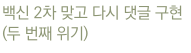 백신 2차 맞고 다시 댓글 구현
(두 번째 위기)